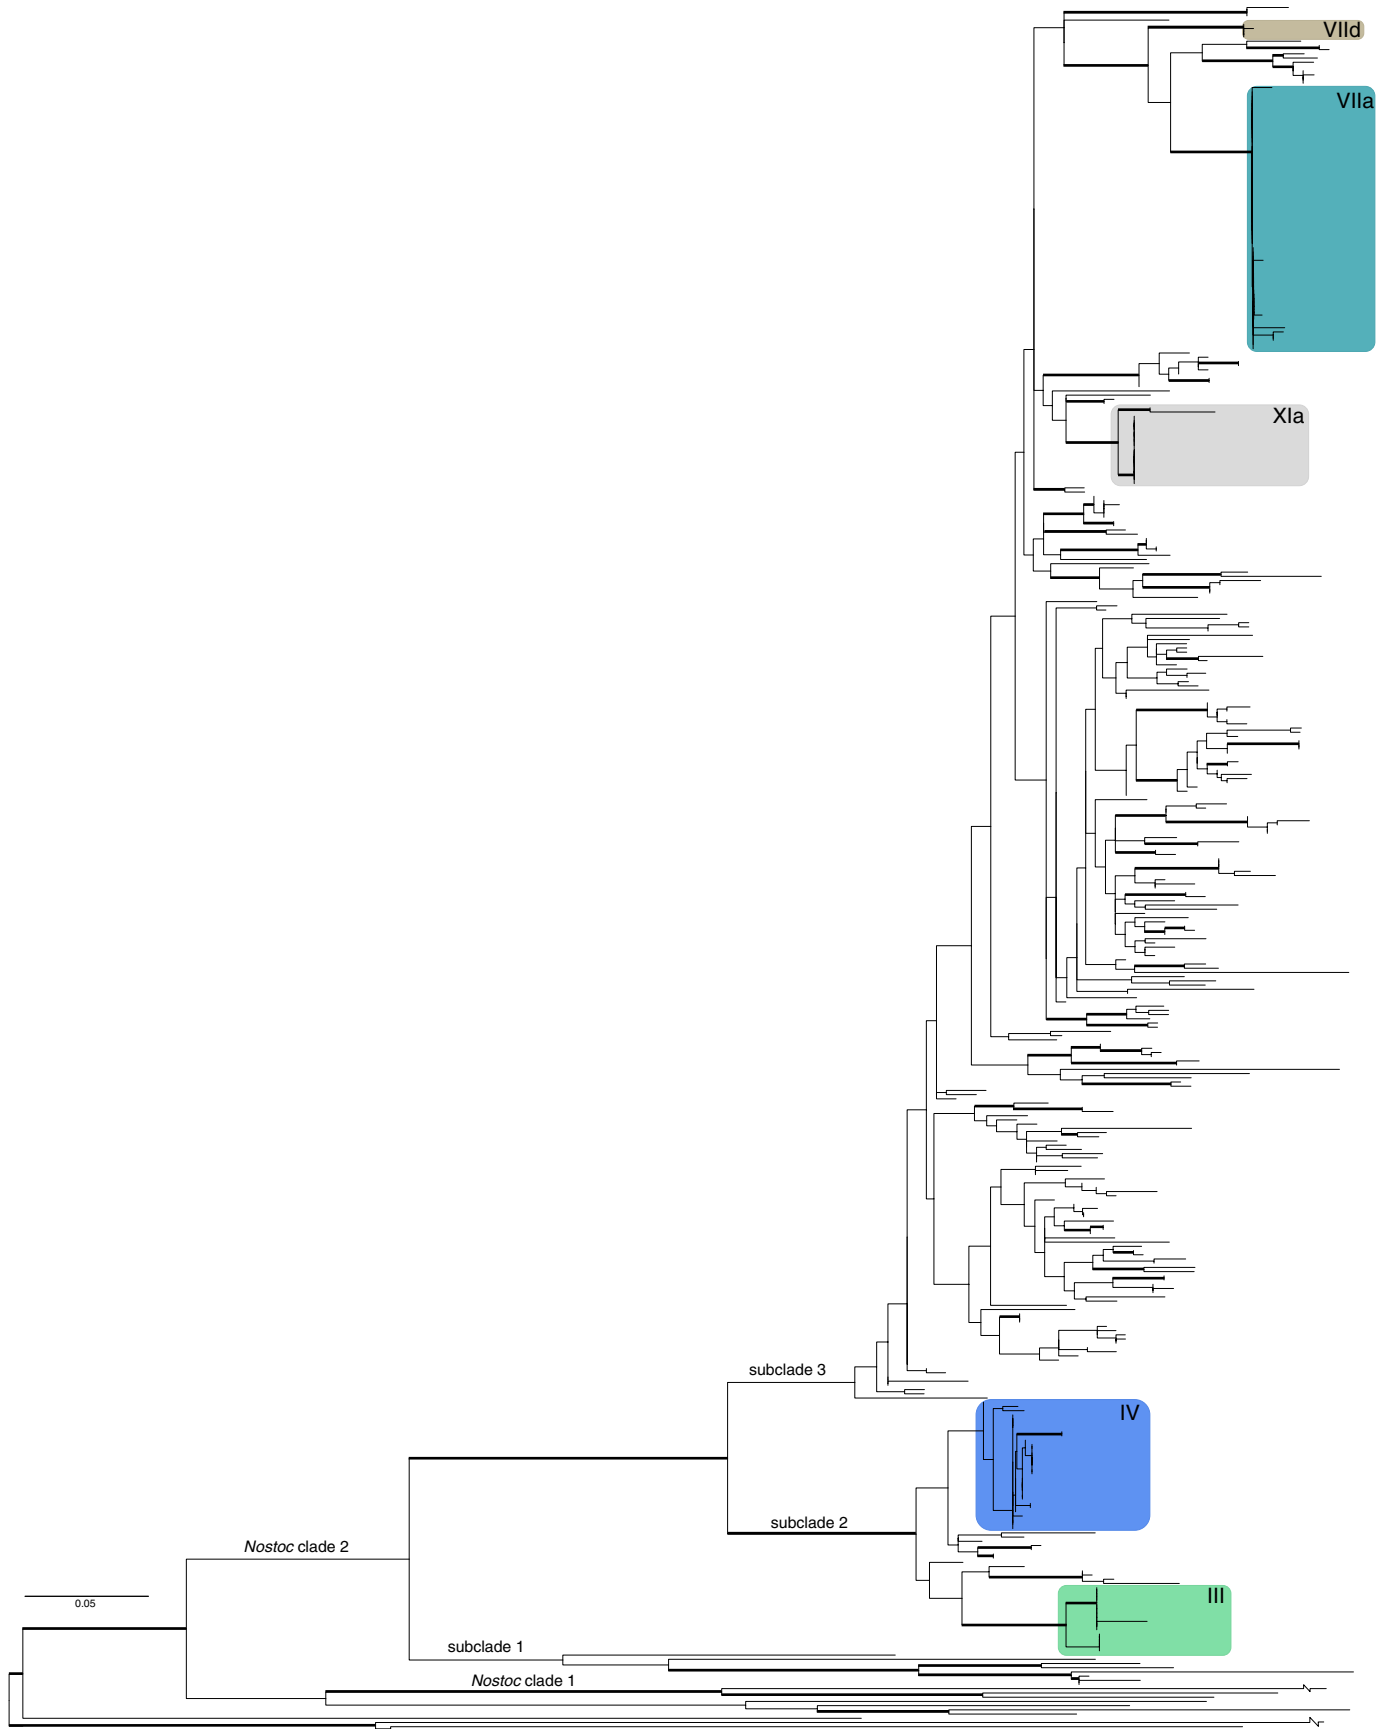 VIId
VIIa
XIa
subclade 3
IV
subclade 2
Nostoc clade 2
III
0.05
subclade 1
Nostoc clade 1